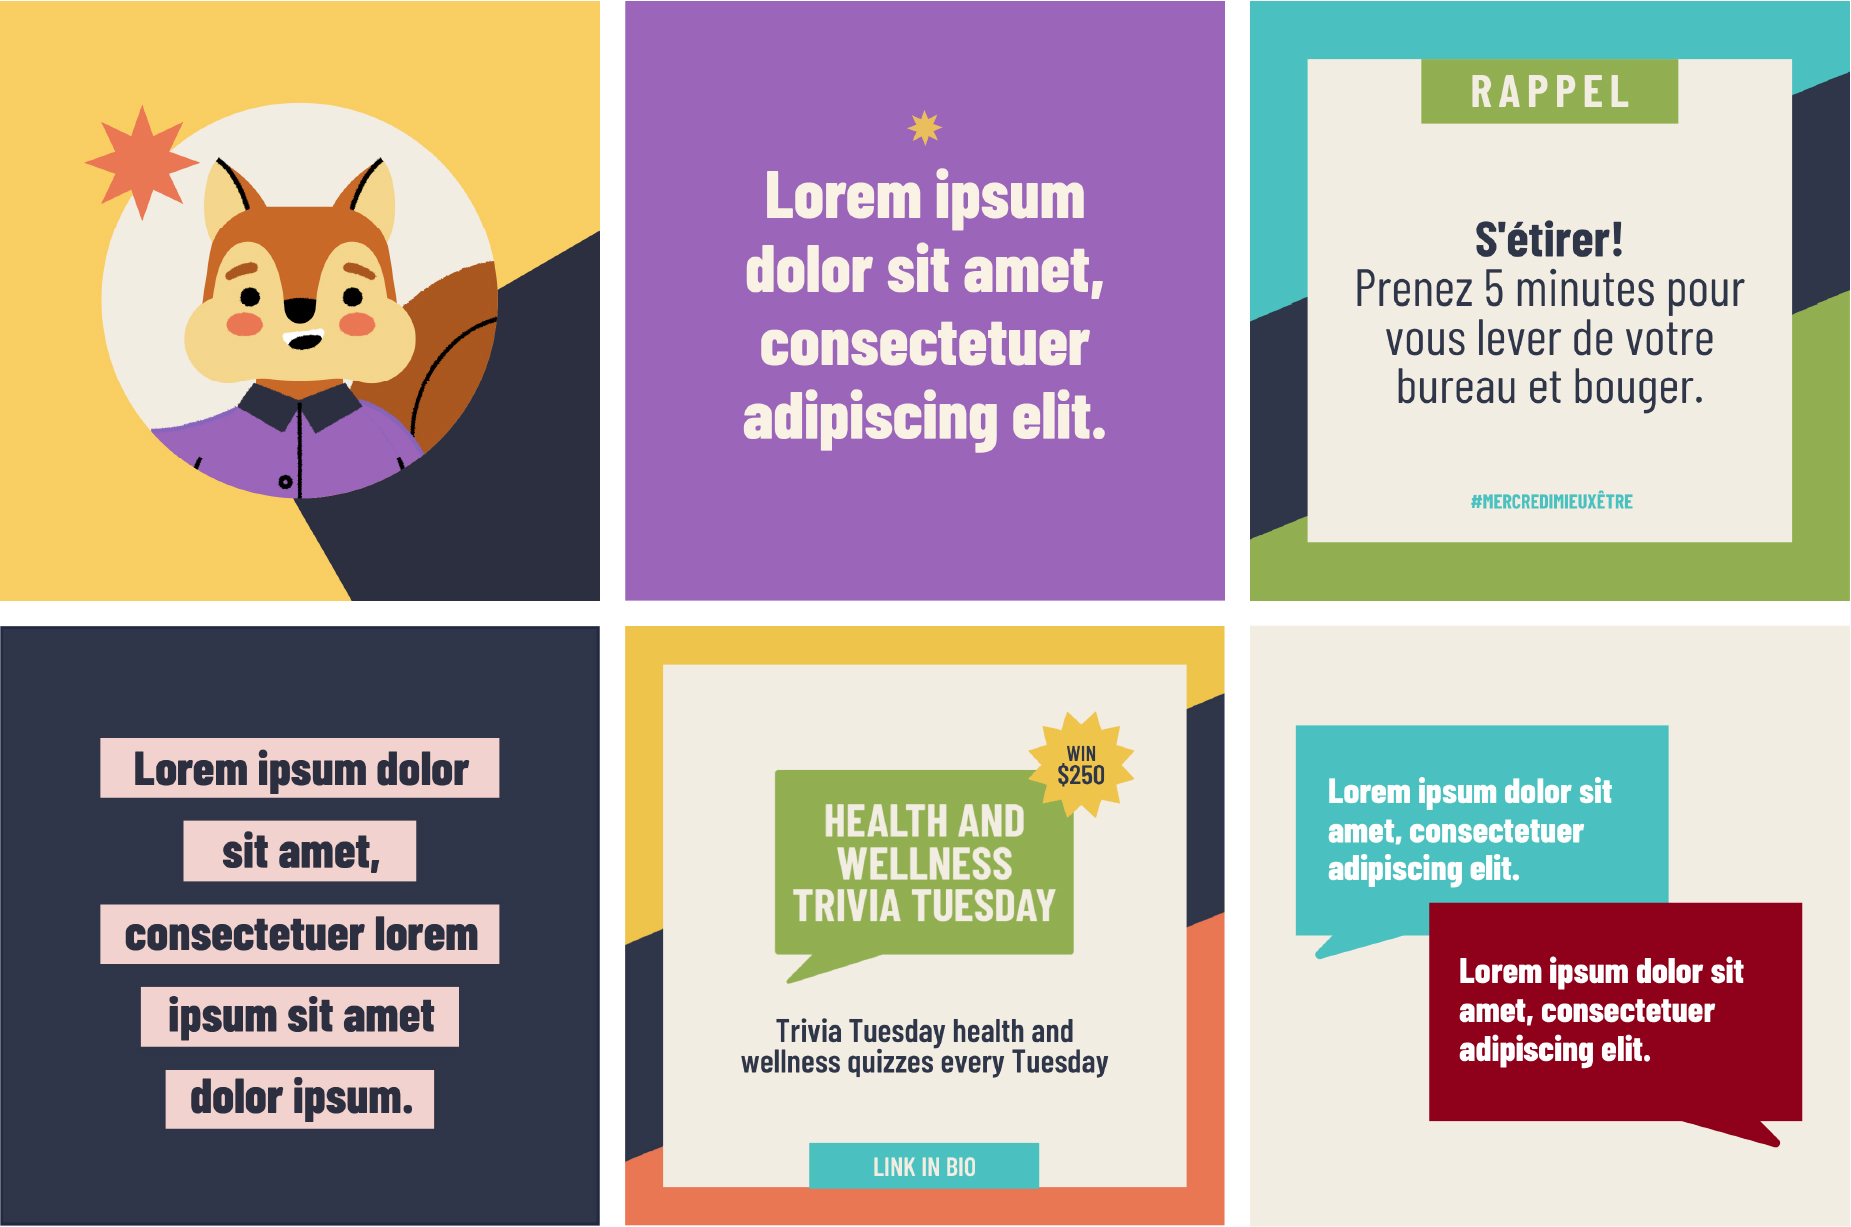 Lorem ipsum
dolor sit amet,
consectetuer
adipiscing elit.
RAPPEL
S'étirer!
Prenez 5 minutes pour
vous lever de votre
bureau et bouger.
#MERCREDIMIEUXÊTRE
Lorem ipsum dolor
sit amet,
consectetuer lorem
ipsum sit amet
dolor ipsum.
WIN
$250
HEALTH AND
WELLNESS
TRIVIA TUESDAY
Trivia Tuesday health and
wellness quizzes every Tuesday
LINK IN BIO
Lorem ipsum dolor sit
amet, consectetuer
adipiscing elit.
Lorem ipsum dolor sit
amet, consectetuer
adipiscing elit.